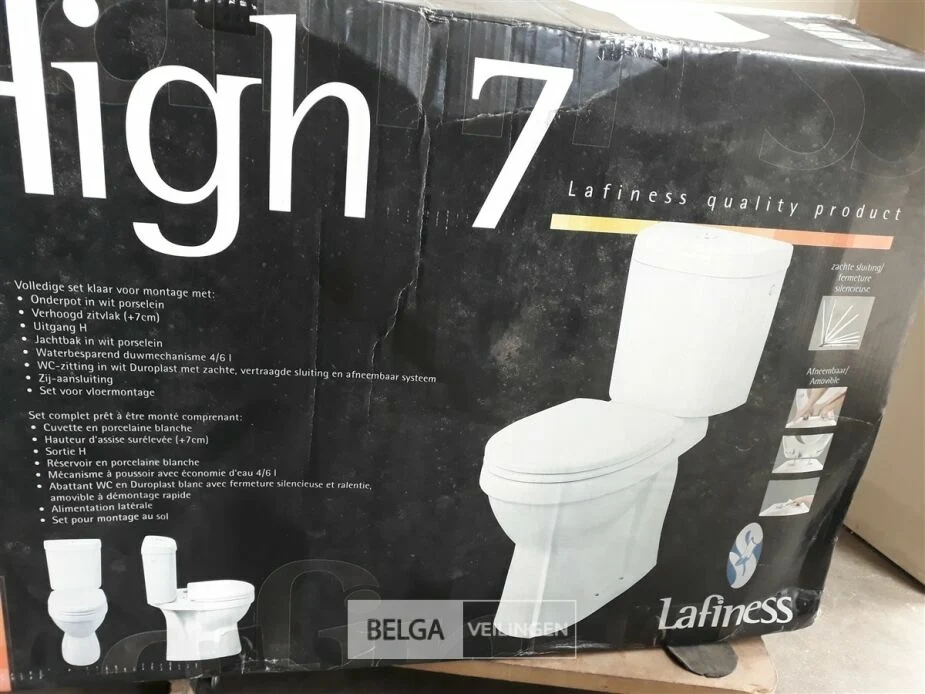 High 7
Lafiness quality product
zachte sluiting/
fermeture
silencieuse
Afneembaar/
Amovible
Volledige set klaar voor montage met:
• Onderpot in wit porselein
• Verhoogd zitvlak (+7cm)
• Uitgang H
• Jachtbak in wit porselein
• Waterbesparend duwmechanisme 4/6 l
• WC-zitting in wit Duroplast met zachte, vertraagde sluiting en afneembaar systeem
• Zij-aansluiting
• Set voor vloermontage
Set complet prêt à être monté comprenant:
• Cuvette en porcelaine blanche
• Hauteur d'assise surélevée (+7cm)
• Sortie H
• Réservoir en porcelaine blanche
• Mécanisme à poussoir avec économie d'eau 4/6 l
• Abattant WC en Duroplast blanc avec fermeture silencieuse et ralentie,
amovible à démontage rapide
• Alimentation latérale
• Set pour montage au sol
Lafiness
BELGA VEILINGEN